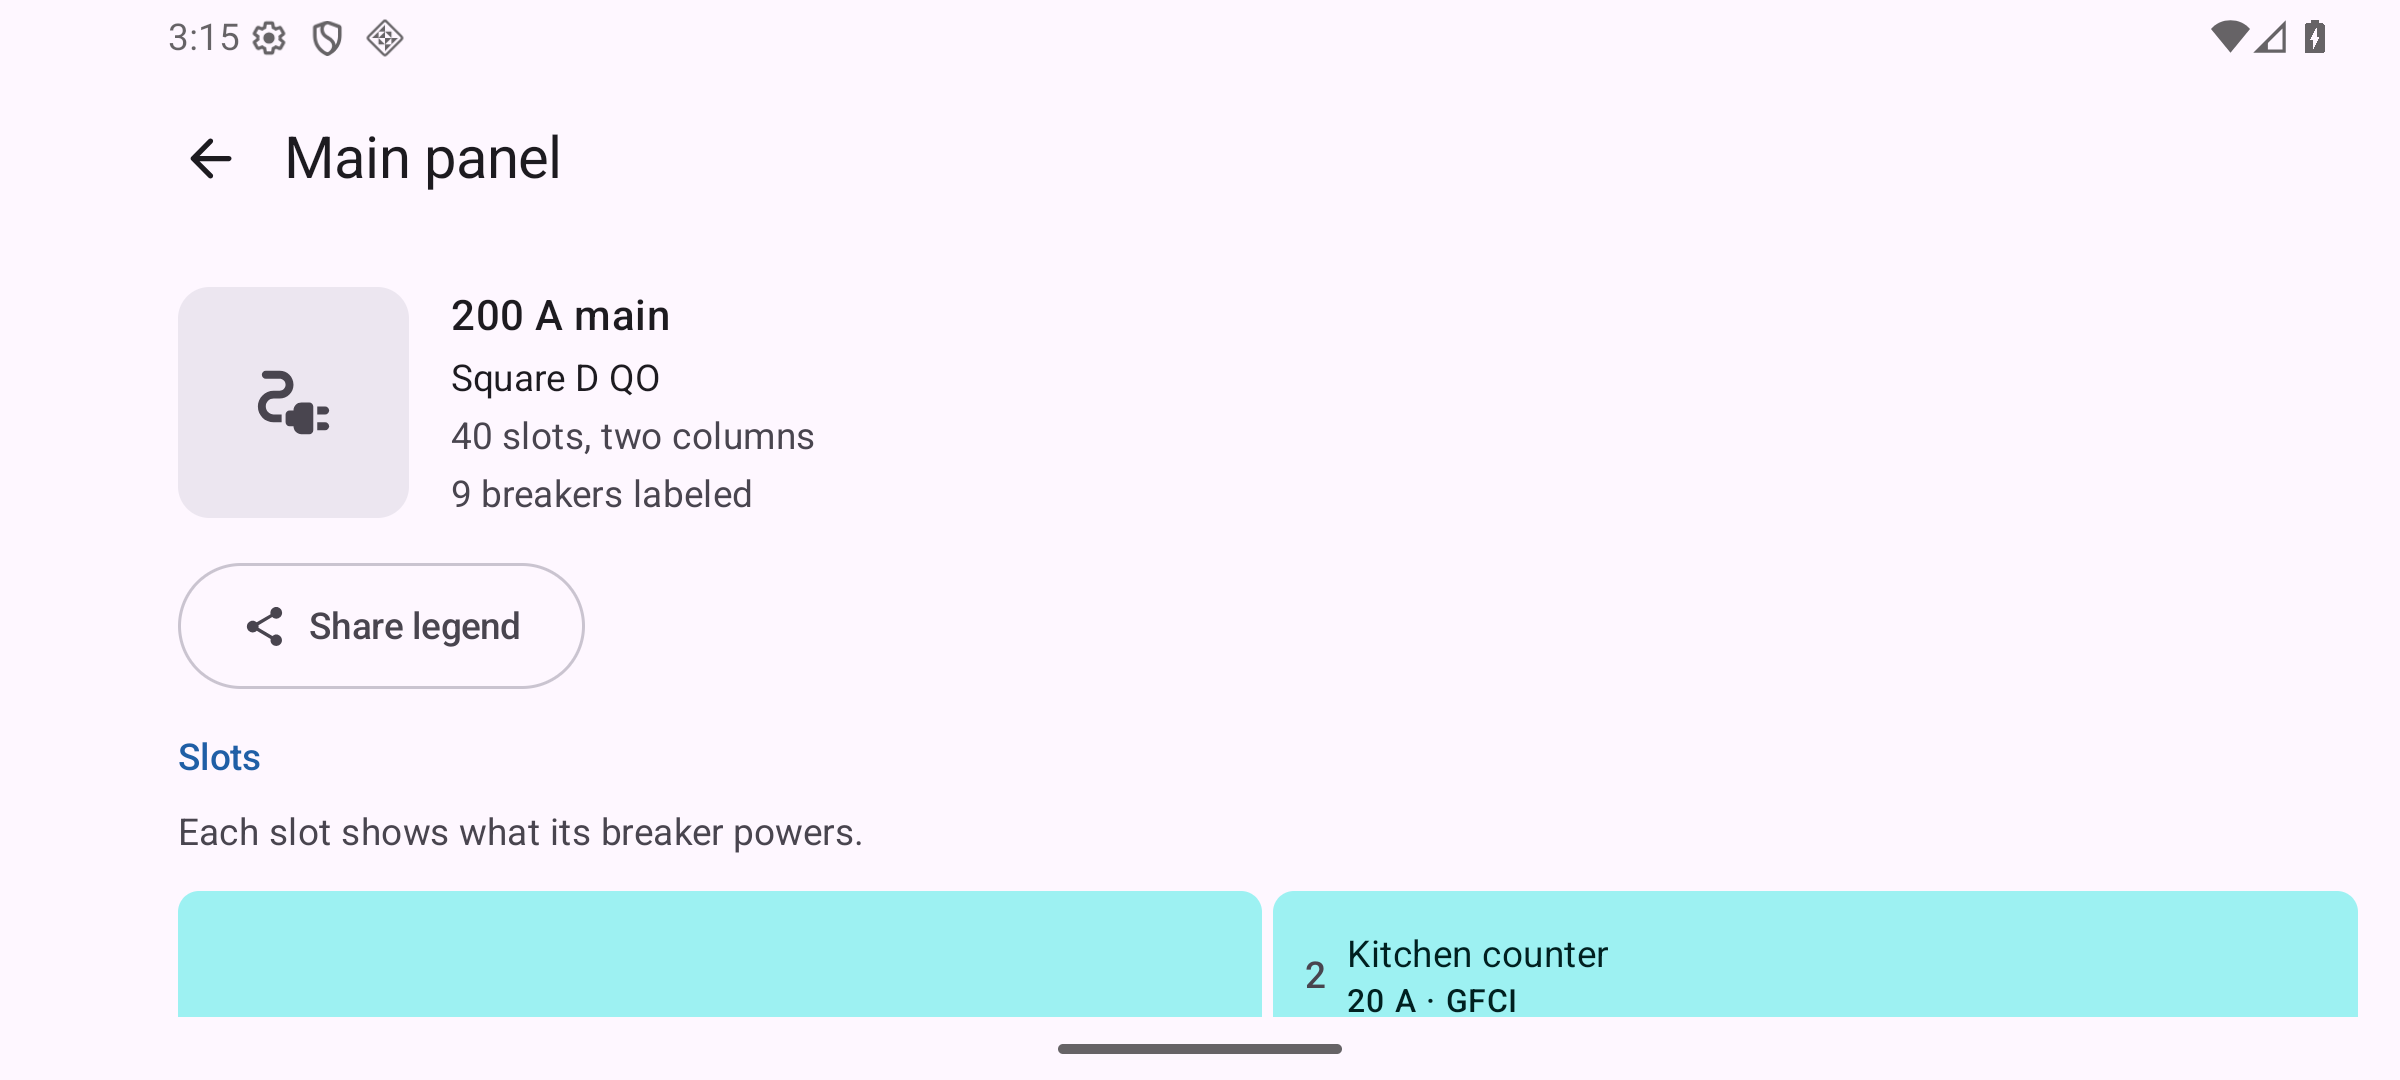 3:15
Main panel
200 A main
Square D QO
40 slots, two columns
9 breakers labeled
Share legend
Slots
Each slot shows what its breaker powers.
2
Kitchen counter
20 A · GFCI